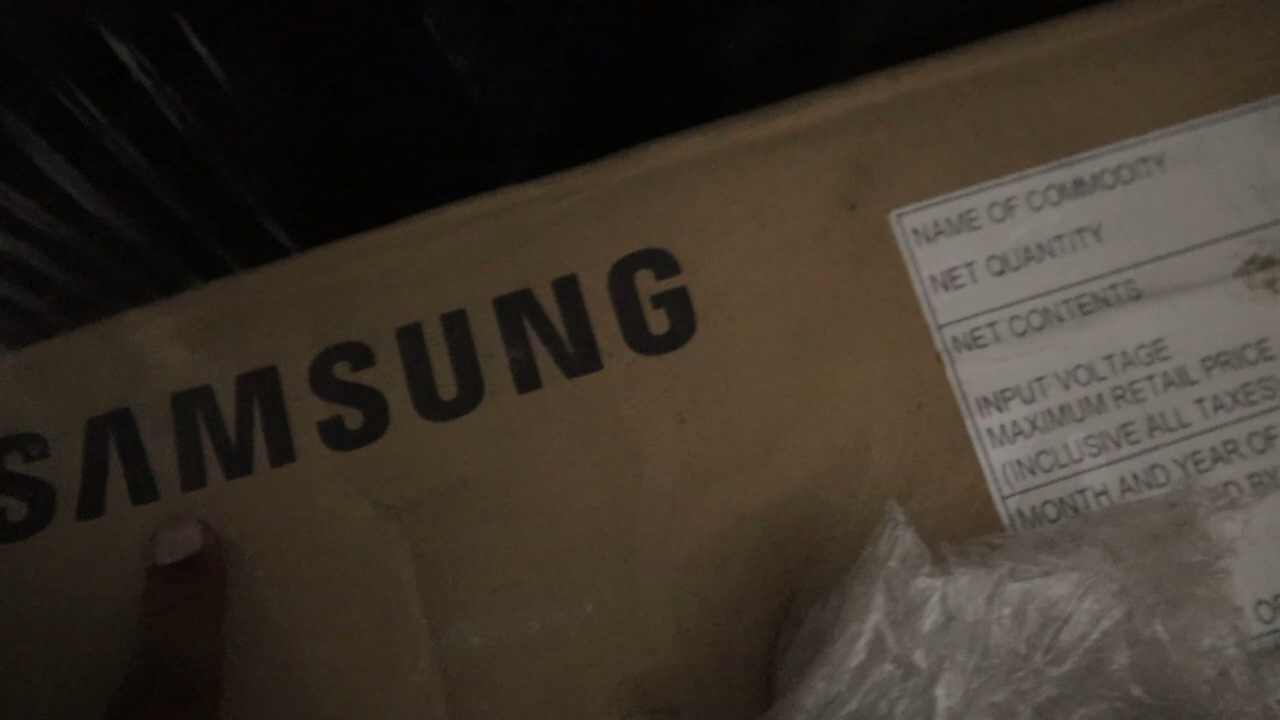 SAMSUNG
NAME OF COMMODITY
NET QUANTITY
NET CONTENTS
INPUT VOLTAGE
MAXIMUM RETAIL PRICE
(INCLUSIVE ALL TAXES
MONTH AND YEAR OF